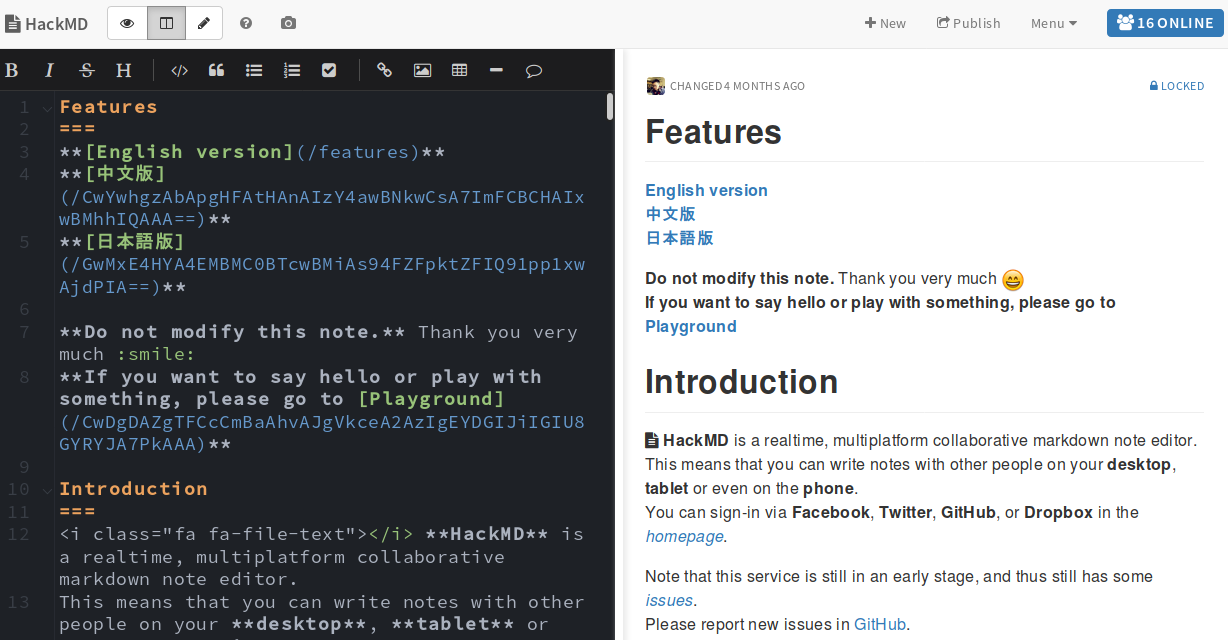 HackMD
New
Publish
Menu
16 ONLINE
B I S H
1 Features
2 ===
3 **[English version](/features)**
4 **[中文版]
(/CwYwhgzAbApgHFAtHAnAIzY4awBNkwCsA7ImFCBCHAIx
wBMhhIQAAA==)**
5 **[日本語版]
(/GwMxE4HYA4EMBMC0BTcwBMiAs94FZFpktZFIQ91pp1xw
AjdPIA==)**
6
7 **Do not modify this note.** Thank you very
much :smile:
8 **If you want to say hello or play with
something, please go to [Playground]
(/CwDgDAZgTFCcCmBaAhvAJgVkceA2AzIgEYDGIJiIGIU8
GYRYJA7PkAAA)**
9
10 Introduction
11 ===
12 <i class="fa fa-file-text"></i> **HackMD** is
a realtime, multiplatform collaborative
markdown note editor.
13 This means that you can write notes with other
people on your **desktop**, **tablet** or
CHANGED 4 MONTHS AGO
LOCKED
Features
English version
中文版
日本語版
Do not modify this note. Thank you very much 😄
If you want to say hello or play with something, please go to
Playground
Introduction
HackMD is a realtime, multiplatform collaborative markdown note editor.
This means that you can write notes with other people on your desktop,
tablet or even on the phone.
You can sign-in via Facebook, Twitter, GitHub, or Dropbox in the
homepage.
Note that this service is still in an early stage, and thus still has some
issues.
Please report new issues in GitHub.